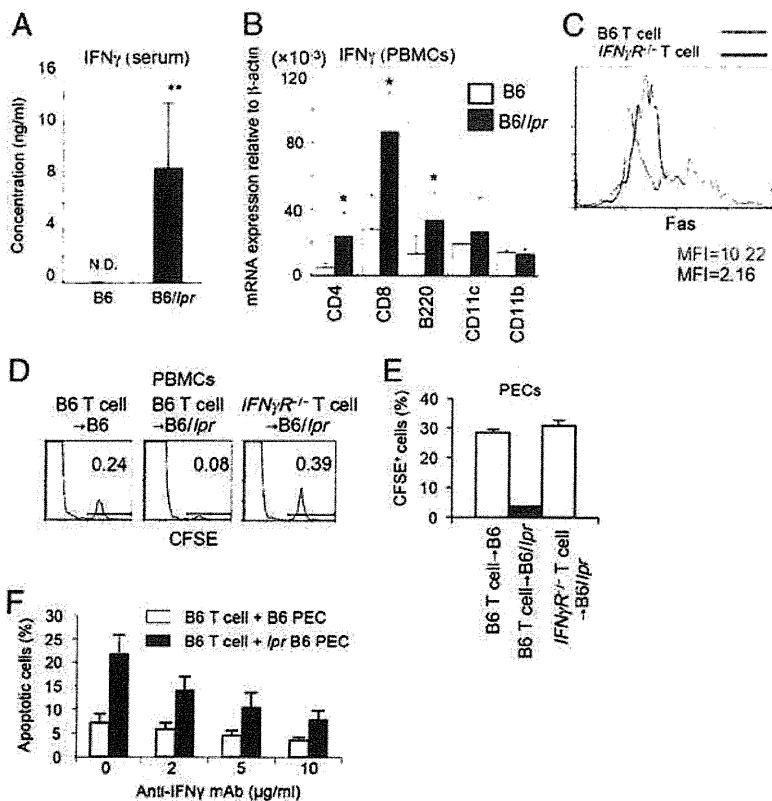 A
IFNγ (serum)
Concentration (ng/ml)
16
12
8
4
0
**
N.D.
B6
B6/lpr
B
(×10-3)
IFNγ (PBMCs)
mRNA expression relative to β-actin
120
80
40
0
*
*
*
B6
B6/lpr
CD4
CD8
B220
CD11c
CD11b
C
B6 T cell
IFNγR-/- T cell
Fas
MFI=10.22
MFI=2.16
D
PBMCs
B6 T cell
→B6
B6 T cell
→B6/lpr
IFNγR-/- T cell
→B6/lpr
0.24
0.08
0.39
CFSE
E
PECs
CFSE+ cells (%)
40
30
20
10
0
B6 T cell→B6
B6 T cell→B6/lpr
IFNγR-/- T cell
→B6/lpr
F
Apoptotic cells (%)
30
25
20
15
10
5
0
B6 T cell + B6 PEC
B6 T cell + lpr B6 PEC
0
2
5
10
Anti-IFNγ mAb (µg/ml)